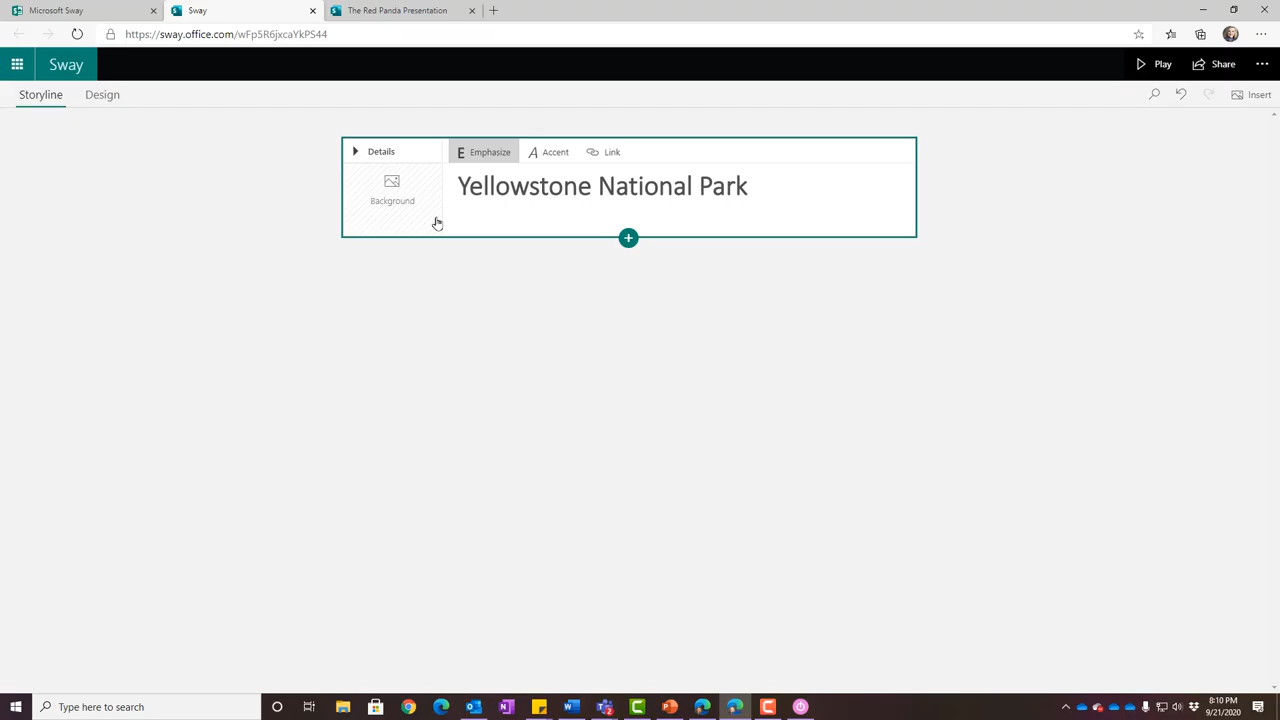 Microsoft Sway
Sway
The Red Panda Presentation
https://sway.office.com/wFp5R6jxcaYkPS44
Sway
Play
Share
Storyline
Design
Insert
Details
E Emphasize
A Accent
Link
Background
Yellowstone National Park
Type here to search
8:10 PM
9/21/2020